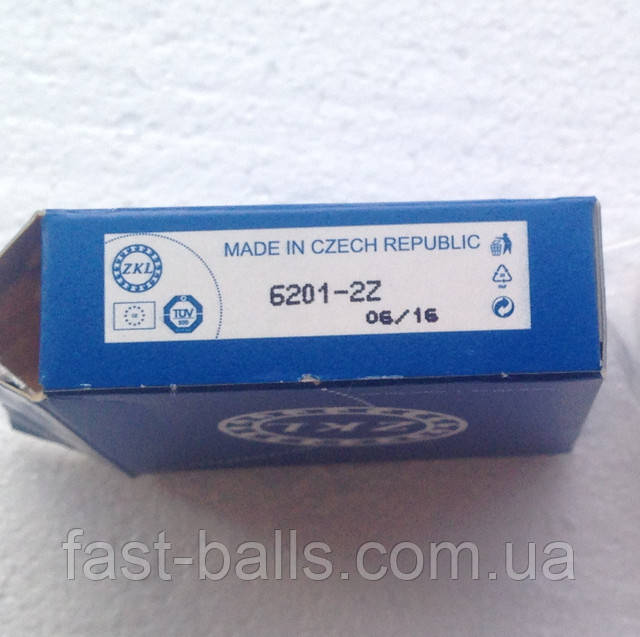 MADE IN CZECH REPUBLIC
ZKL
6201-2Z
06/16
TÜV
ZKL
fast-balls.com.ua